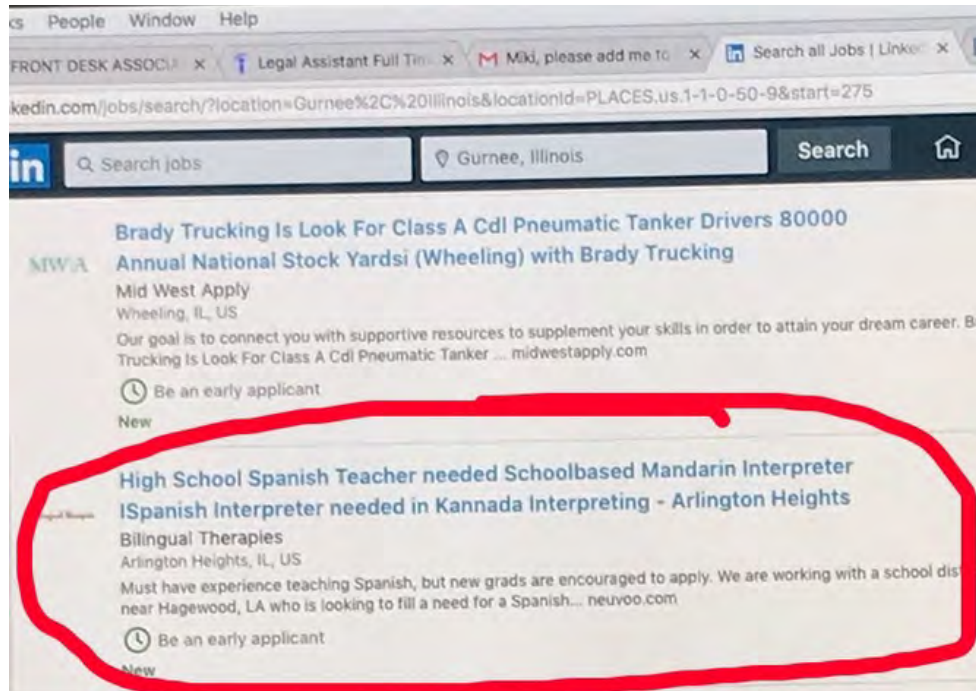 People Window Help
FRONT DESK ASSOCI x Legal Assistant Full Tim x Miki, please add me to x Search all Jobs | Linked x
kedin.com/jobs/search/?location=Gurnee%2C%20Illinois&locationId=PLACES.us.1-1-0-50-9&start=275
in Search jobs Gurnee, Illinois Search
Brady Trucking Is Look For Class A Cdl Pneumatic Tanker Drivers 80000
MWA Annual National Stock Yardsi (Wheeling) with Brady Trucking
Mid West Apply
Wheeling, IL, US
Our goal is to connect you with supportive resources to supplement your skills in order to attain your dream career. B
Trucking Is Look For Class A Cdl Pneumatic Tanker ... midwestapply.com
Be an early applicant
New
High School Spanish Teacher needed Schoolbased Mandarin Interpreter
ISpanish Interpreter needed in Kannada Interpreting - Arlington Heights
Bilingual Therapies
Arlington Heights, IL, US
Must have experience teaching Spanish, but new grads are encouraged to apply. We are working with a school dis
near Hagewood, LA who is looking to fill a need for a Spanish... neuvoo.com
Be an early applicant
New